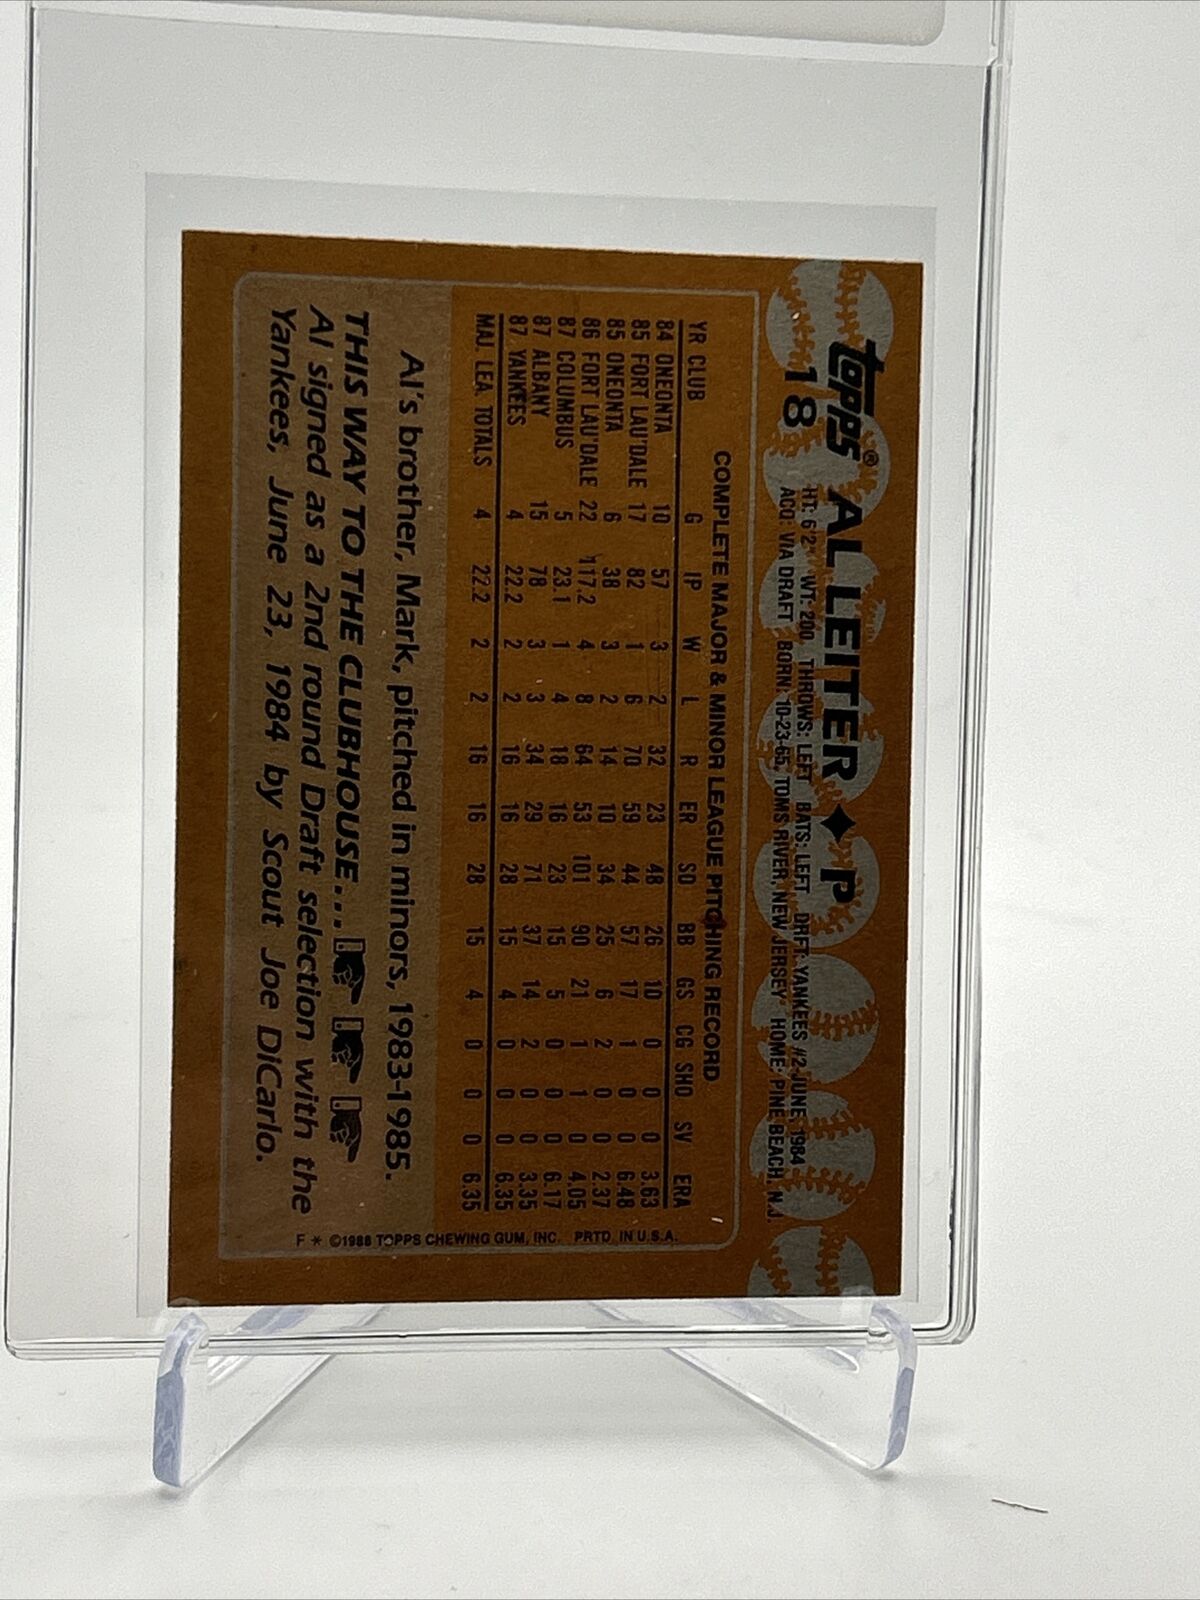 topps® AL LEITER ✦ P
18 HT: 6'2" WT: 200 THROWS: LEFT BATS: LEFT DRFT: YANKEES #2-JUNE, 1984
ACQ: VIA DRAFT BORN: 10-23-65, TOMS RIVER, NEW JERSEY HOME: PINE BEACH, N.J.
COMPLETE MAJOR & MINOR LEAGUE PITCHING RECORD
YR CLUB G IP W L R ER SO BB GS CG SHO SV ERA
84 ONEONTA 10 57 3 2 32 23 48 26 10 0 0 0 3.63
85 FORT LAU'DALE 17 82 1 6 70 59 44 57 17 1 0 0 6.48
85 ONEONTA 6 38 3 2 14 10 34 25 6 2 0 0 2.37
86 FORT LAU'DALE 22 117.2 4 8 64 53 101 90 21 1 1 0 4.05
87 COLUMBUS 5 23.1 1 4 18 16 23 15 5 0 0 0 6.17
87 ALBANY 15 78 3 3 34 29 71 37 14 2 0 0 3.35
87 YANKEES 4 22.2 2 2 16 16 28 15 4 0 0 0 6.35
MAJ. LEA. TOTALS 4 22.2 2 2 16 16 28 15 4 0 0 0 6.35
Al's brother, Mark, pitched in minors, 1983-1985.
THIS WAY TO THE CLUBHOUSE...
Al signed as a 2nd round Draft selection with the
Yankees, June 23, 1984 by Scout Joe DiCarlo.
F * ©1988 TOPPS CHEWING GUM, INC. PRTD. IN U.S.A.